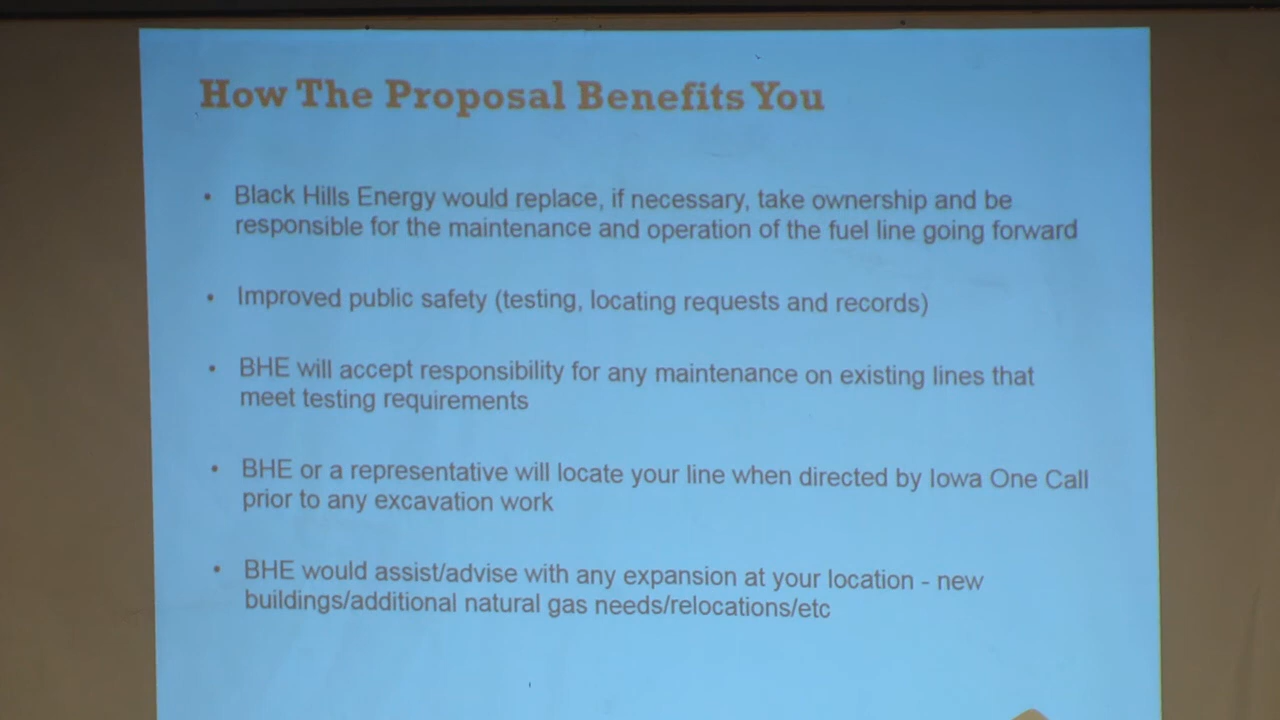 How The Proposal Benefits You
• Black Hills Energy would replace, if necessary, take ownership and be
responsible for the maintenance and operation of the fuel line going forward
• Improved public safety (testing, locating requests and records)
• BHE will accept responsibility for any maintenance on existing lines that
meet testing requirements
• BHE or a representative will locate your line when directed by Iowa One Call
prior to any excavation work
• BHE would assist/advise with any expansion at your location - new
buildings/additional natural gas needs/relocations/etc